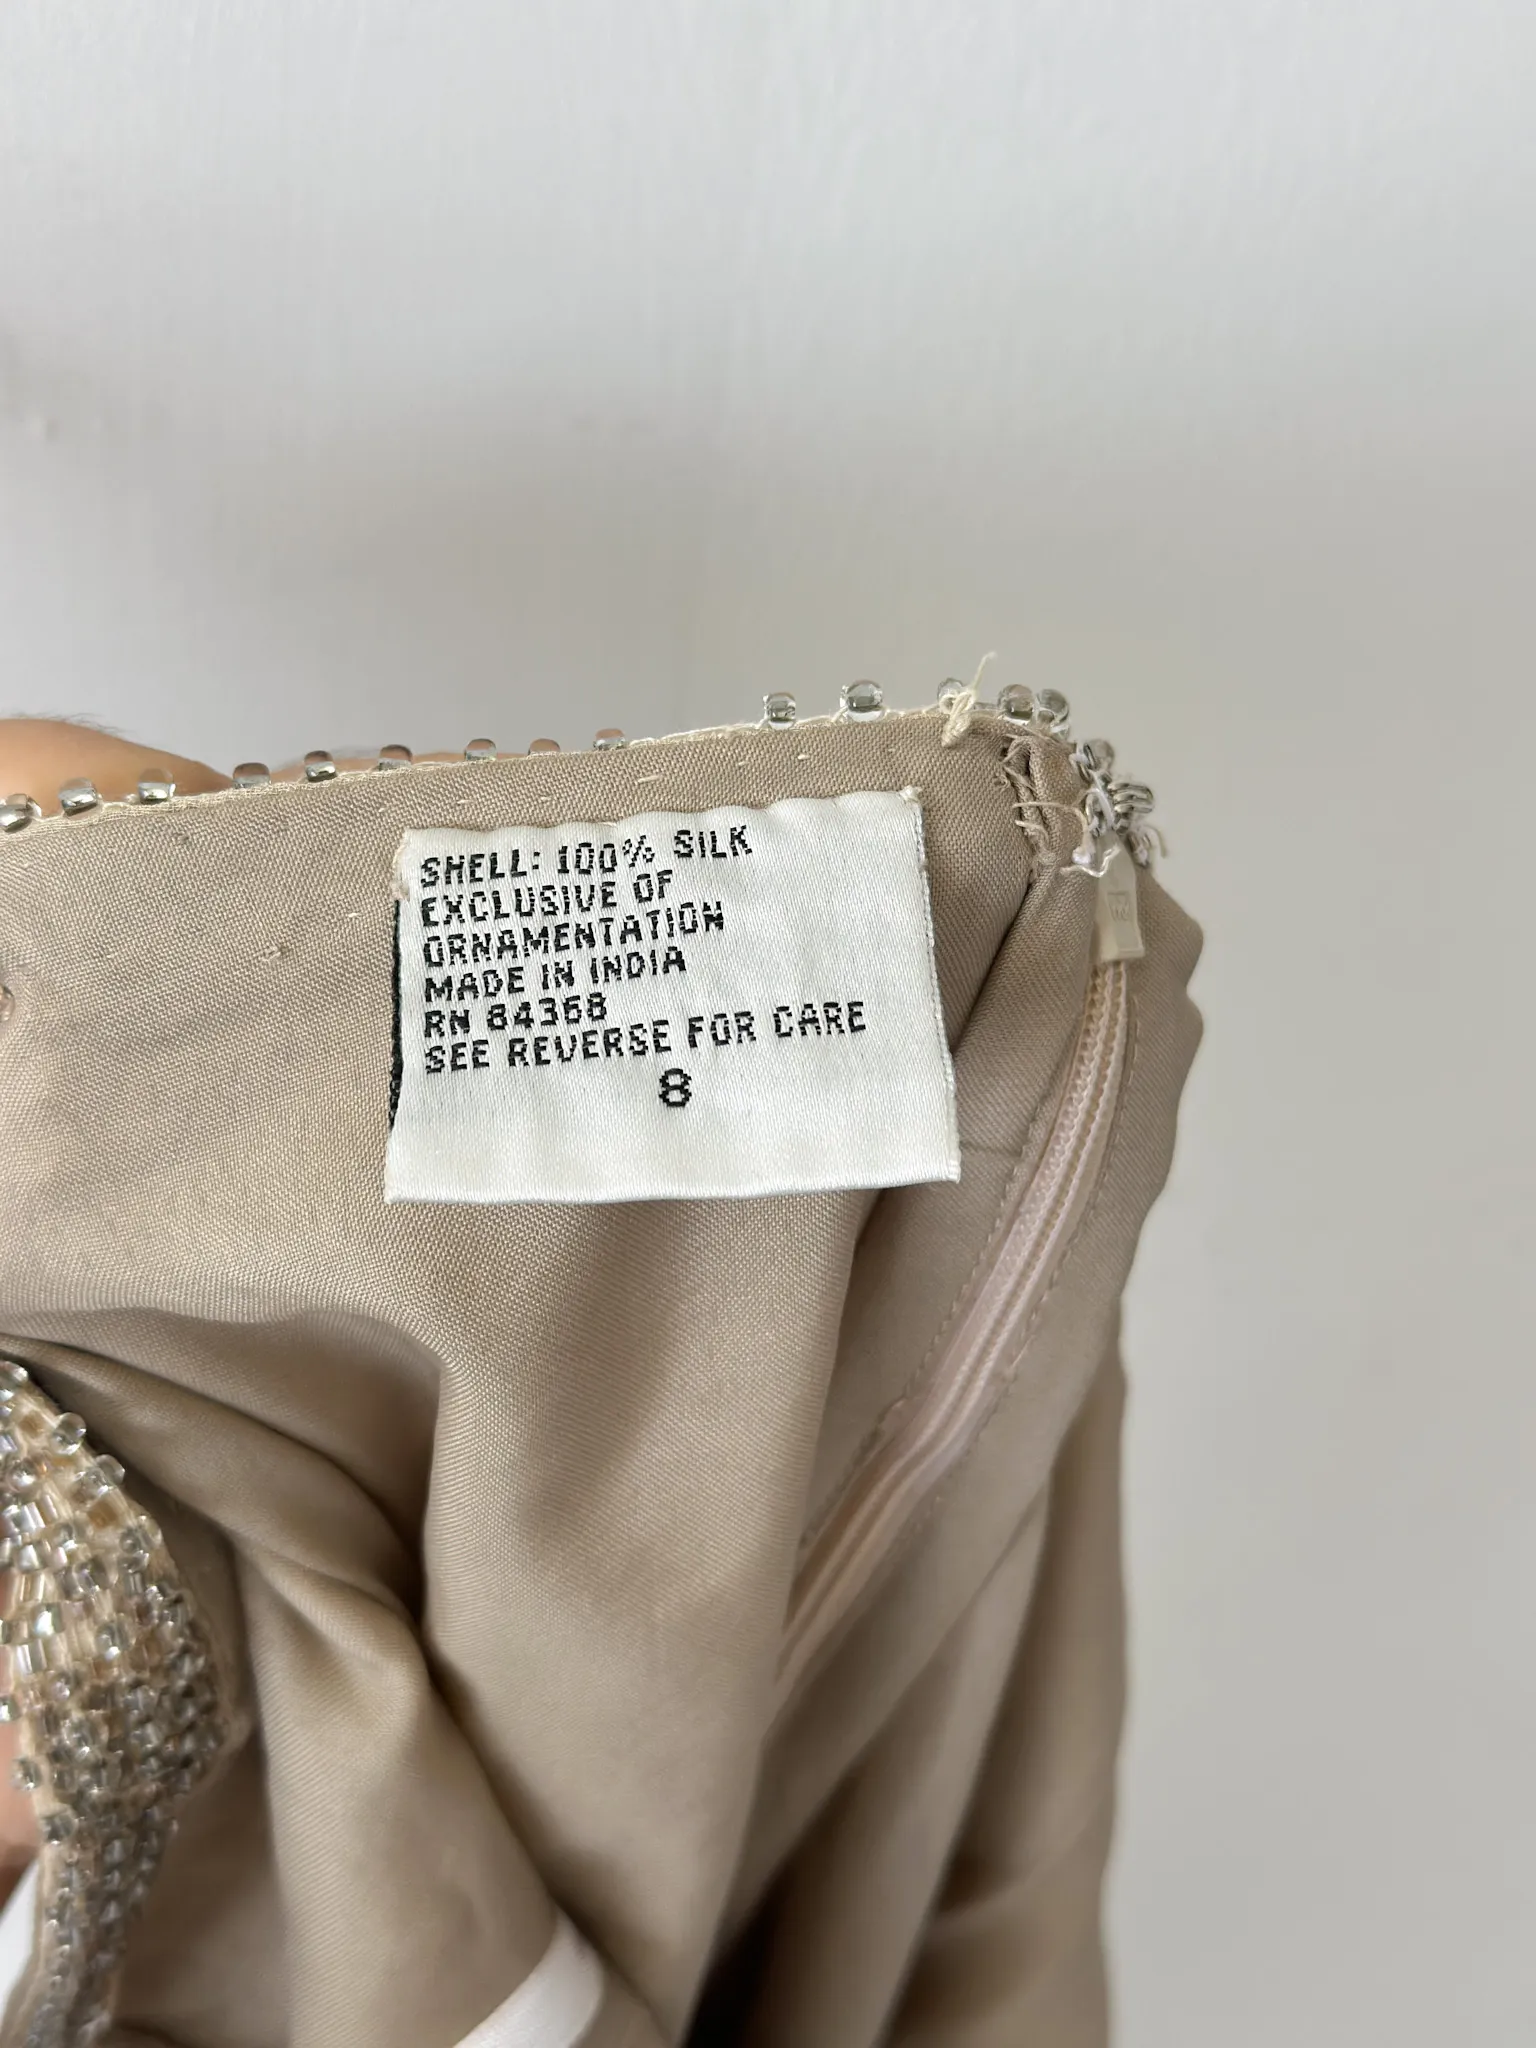 SHELL: 100% SILK
EXCLUSIVE OF
ORNAMENTATION
MADE IN INDIA
RN 84368
SEE REVERSE FOR CARE
8